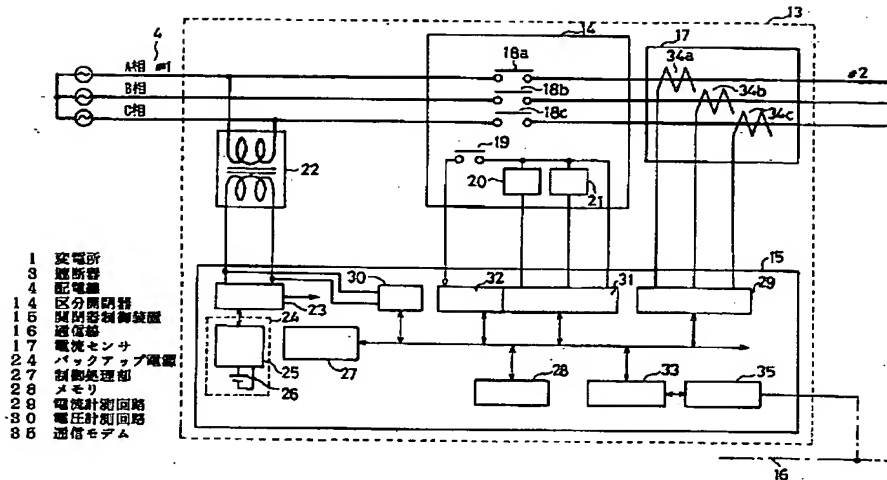 13
4
14
17
A相 #1
18a
34a
B相
18b
34b
#2
C相
18c
34c
19
22
20
21
15
30
32
31
29
23
24
25
26
27
28
33
35
16
1 変電所
3 遮断器
4 配電線
14 区分開閉器
15 開閉器制御装置
16 通信線
17 電流センサ
24 バックアップ電源
27 制御処理部
28 メモリ
29 電流計測回路
30 電圧計測回路
35 通信モデム